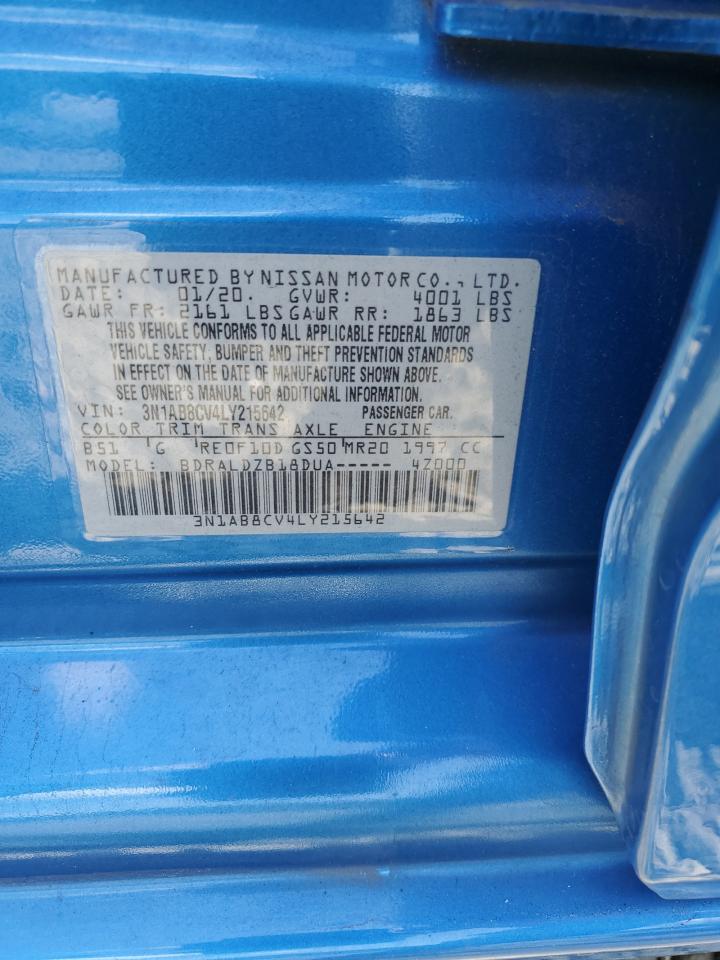 MANUFACTURED BY NISSAN MOTOR CO., LTD.
DATE: 01/20. GVWR: 4001 LBS
GAWR FR: 2161 LBS GAWR RR: 1863 LBS
THIS VEHICLE CONFORMS TO ALL APPLICABLE FEDERAL MOTOR
VEHICLE SAFETY, BUMPER AND THEFT PREVENTION STANDARDS
IN EFFECT ON THE DATE OF MANUFACTURE SHOWN ABOVE.
SEE OWNER'S MANUAL FOR ADDITIONAL INFORMATION.
VIN: 3N1AB8CV4LY215642 PASSENGER CAR.
COLOR TRIM TRANS AXLE ENGINE
B51 G RE0F10D GS50 MR20 1997 CC
MODEL: BDRALDZB18DUA----- 4Z000
3N1AB8CV4LY215642